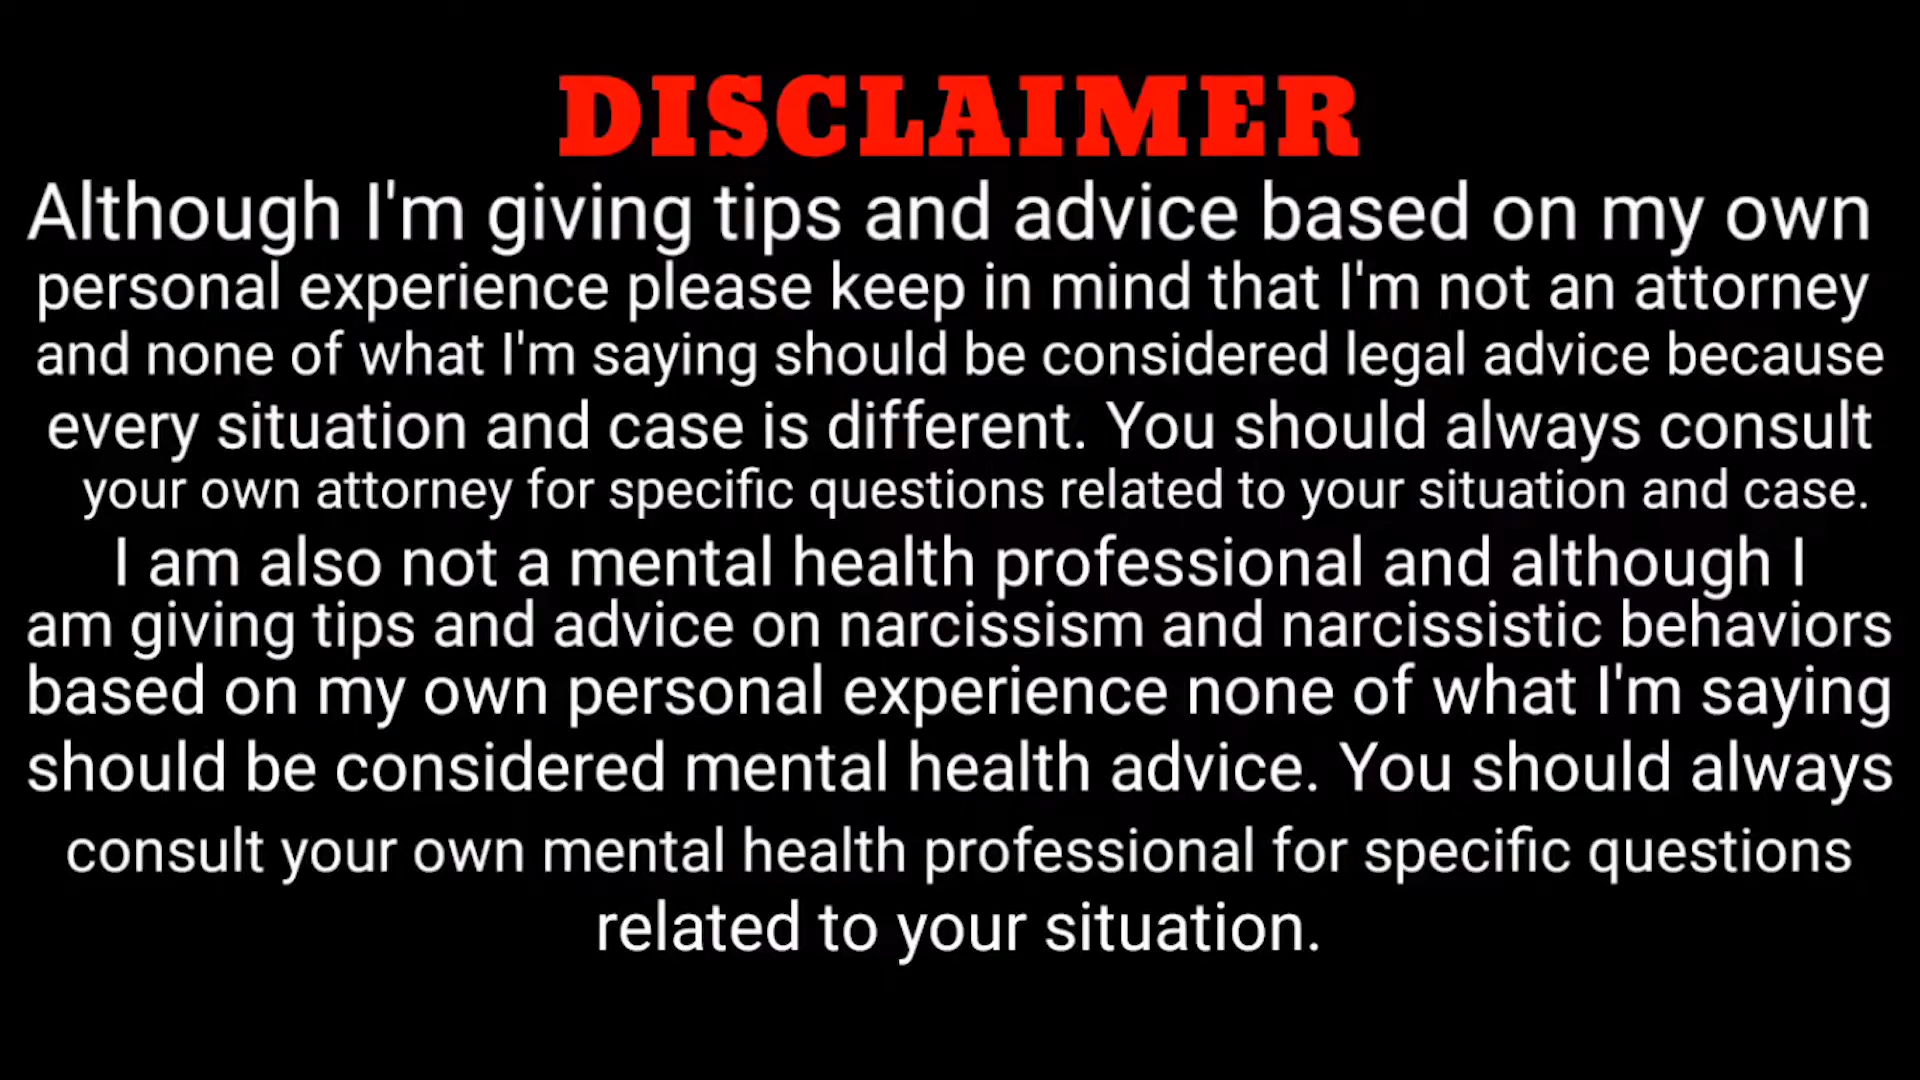 DISCLAIMER
Although I'm giving tips and advice based on my own
personal experience please keep in mind that I'm not an attorney
and none of what I'm saying should be considered legal advice because
every situation and case is different. You should always consult
your own attorney for specific questions related to your situation and case.
I am also not a mental health professional and although I
am giving tips and advice on narcissism and narcissistic behaviors
based on my own personal experience none of what I'm saying
should be considered mental health advice. You should always
consult your own mental health professional for specific questions
related to your situation.